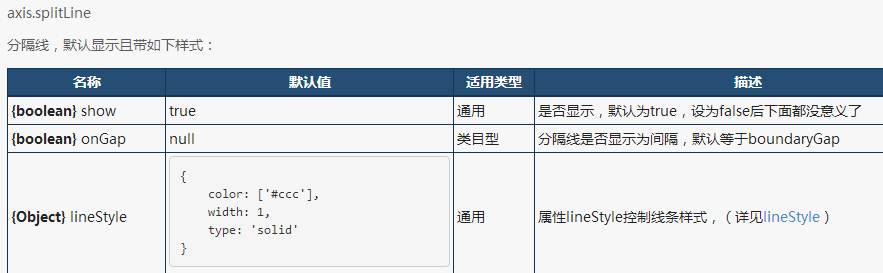 axis.splitLine
分隔线，默认显示且带如下样式：
名称 默认值 适用类型 描述
{boolean} show true 通用 是否显示，默认为true，设为false后下面都没意义了
{boolean} onGap null 类目型 分隔线是否显示为间隔，默认等于boundaryGap
{
color: ['#ccc'],
width: 1,
{Object} lineStyle 通用 属性lineStyle控制线条样式，（详见lineStyle）
type: 'solid'
}